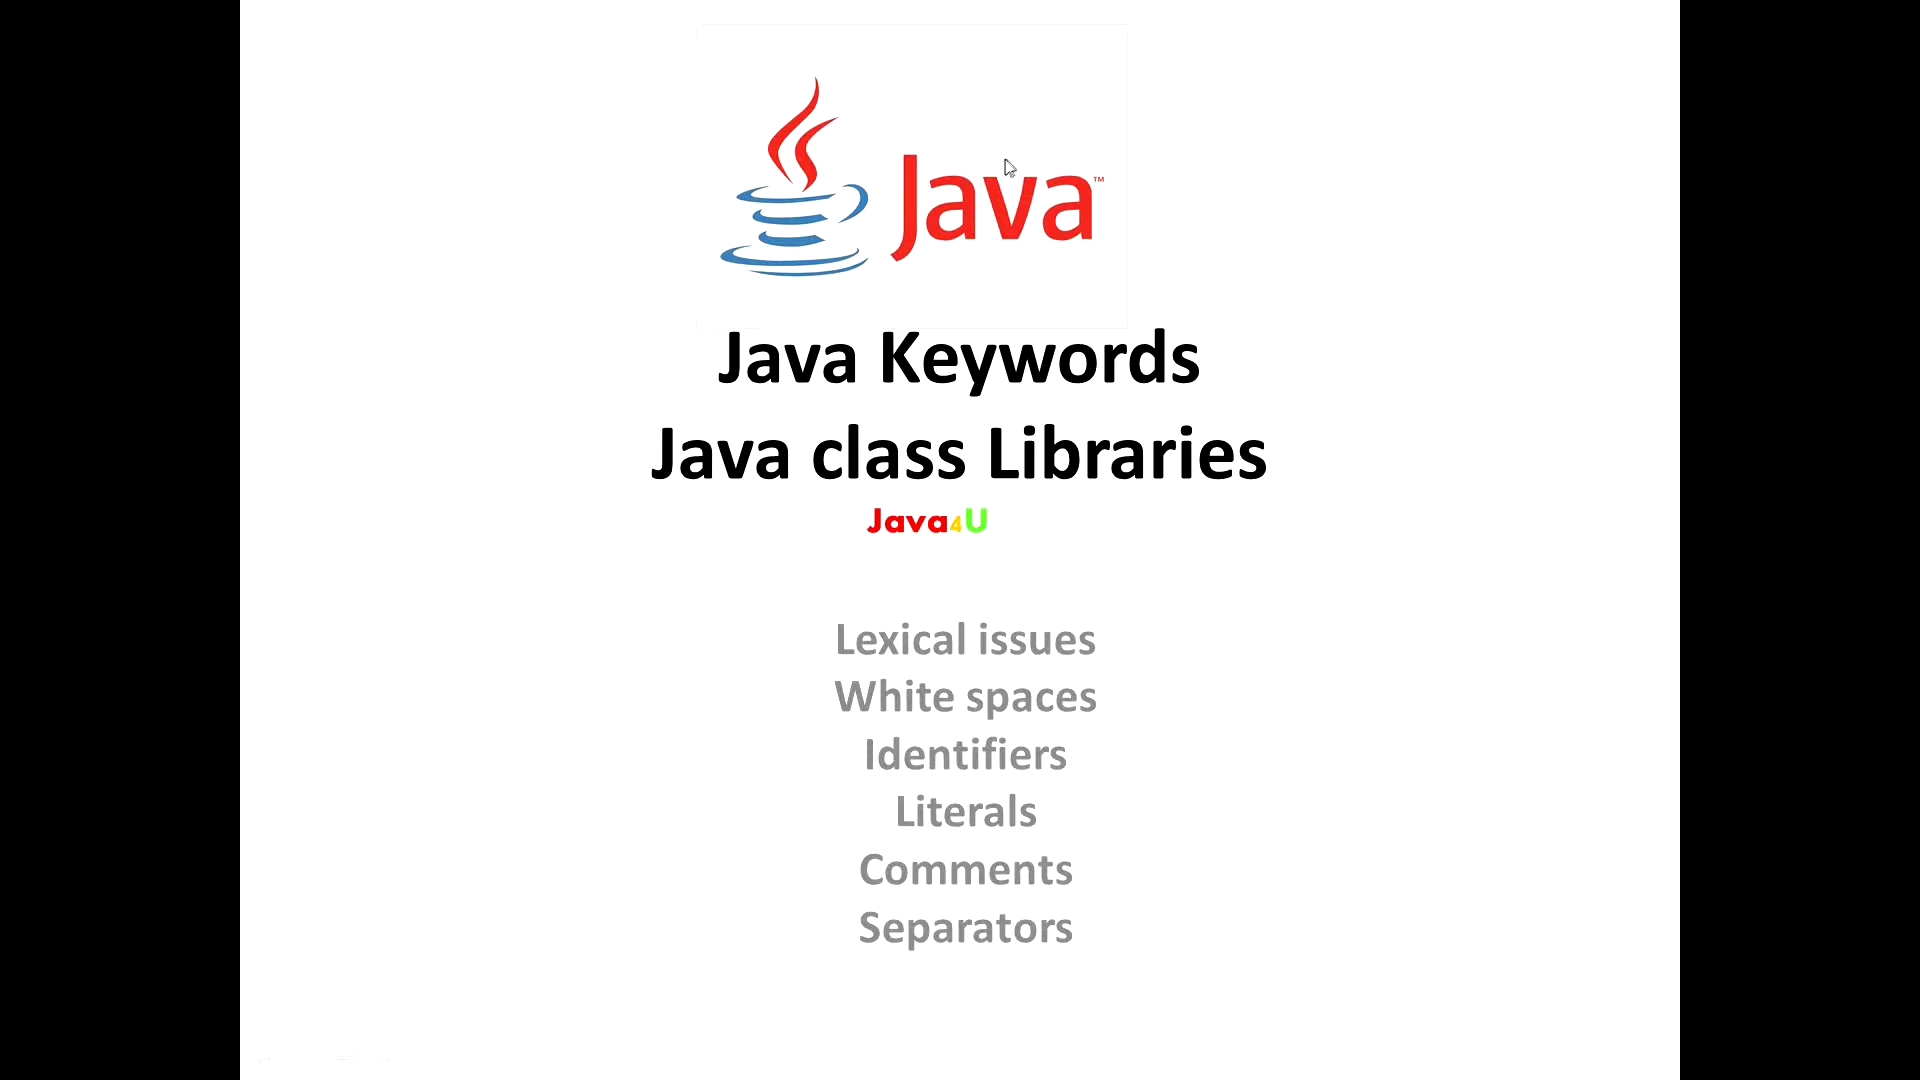 Java™
Java Keywords
Java class Libraries
Java4U
Lexical issues
White spaces
Identifiers
Literals
Comments
Separators